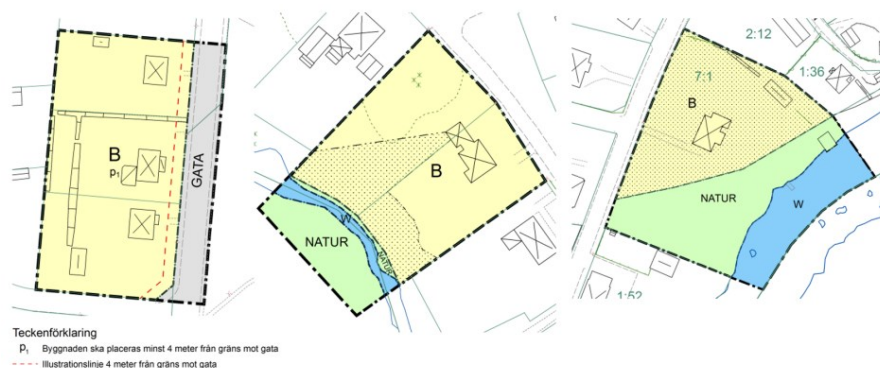 B
p₁
GATA
B
W
NATUR
NATUR
2:12
1:36
7:1
B
NATUR
W
1:52
Teckenförklaring
p₁ Byggnaden ska placeras minst 4 meter från gräns mot gata
Illustrationslinje 4 meter från gräns mot gata